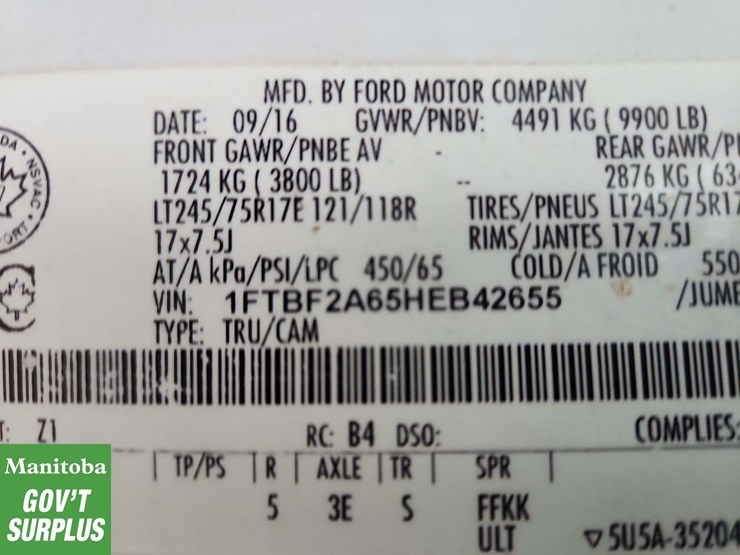 MFD. BY FORD MOTOR COMPANY
DATE: 09/16 GVWR/PNBV: 4491 KG ( 9900 LB)
FRONT GAWR/PNBE AV - REAR GAWR/
1724 KG ( 3800 LB) -- 2876 KG (
LT245/75R17E 121/118R TIRES/PNEUS LT245/75R17
17x7.5J RIMS/JANTES 17x7.5J
AT/A kPa/PSI/LPC 450/65 COLD/A FROID 550
VIN: 1FTBF2A65HEB42655 /JUME
TYPE: TRU/CAM
NSVAC
Z1 RC: B4 DSO: COMPLIES:
TP/PS R AXLE TR SPR
5 3E S FFKK
ULT 5U5A-35204
Manitoba
GOV'T
SURPLUS